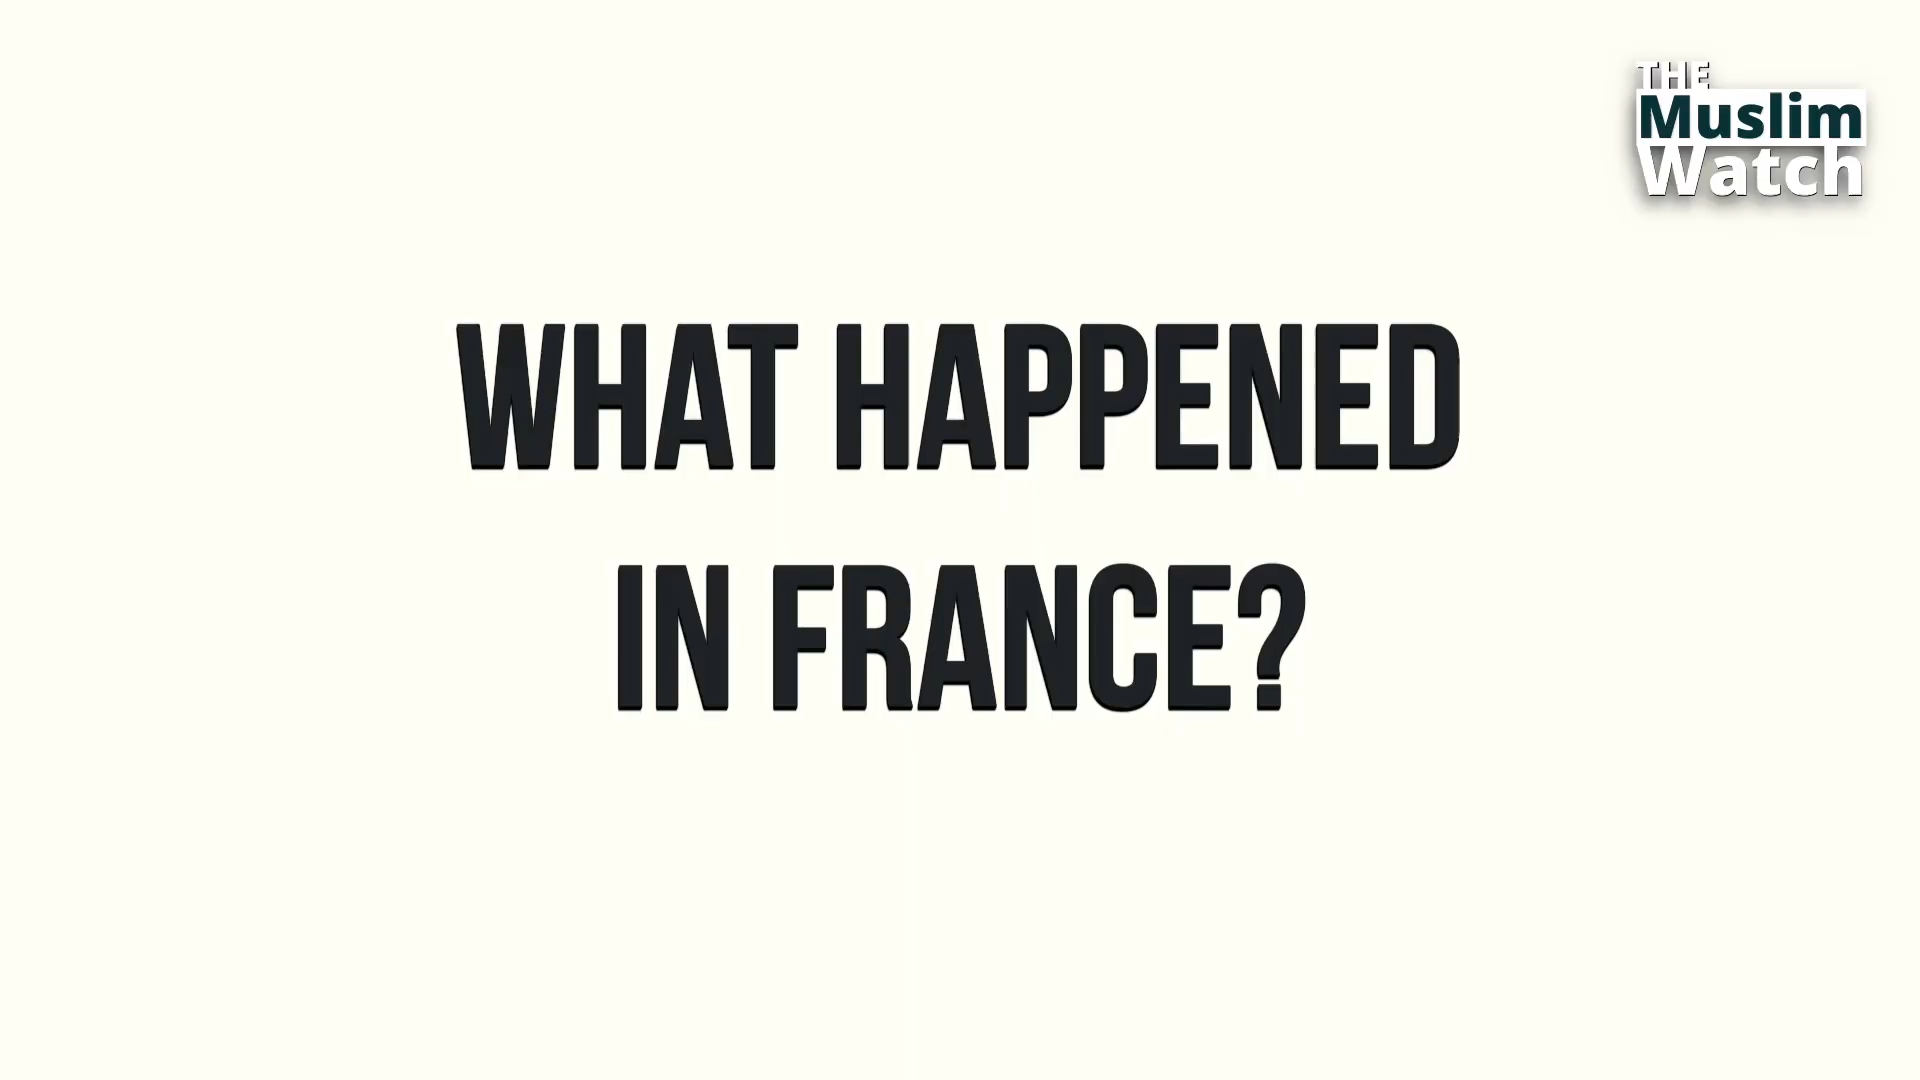 THE
Muslim
Watch
WHAT HAPPENED
IN FRANCE?